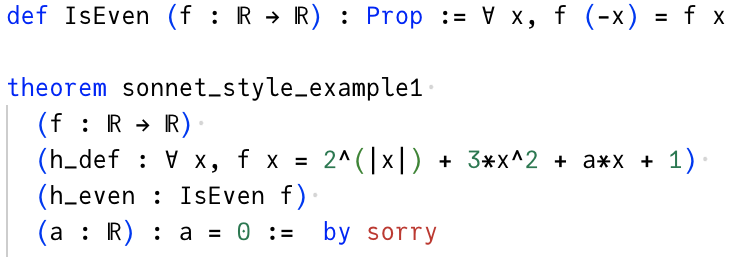 def IsEven (f : ℝ → ℝ) : Prop := ∀ x, f (-x) = f x
theorem sonnet_style_example1
(f : ℝ → ℝ)
(h_def : ∀ x, f x = 2^(|x|) + 3*x^2 + a*x + 1)
(h_even : IsEven f)
(a : ℝ) : a = 0 := by sorry